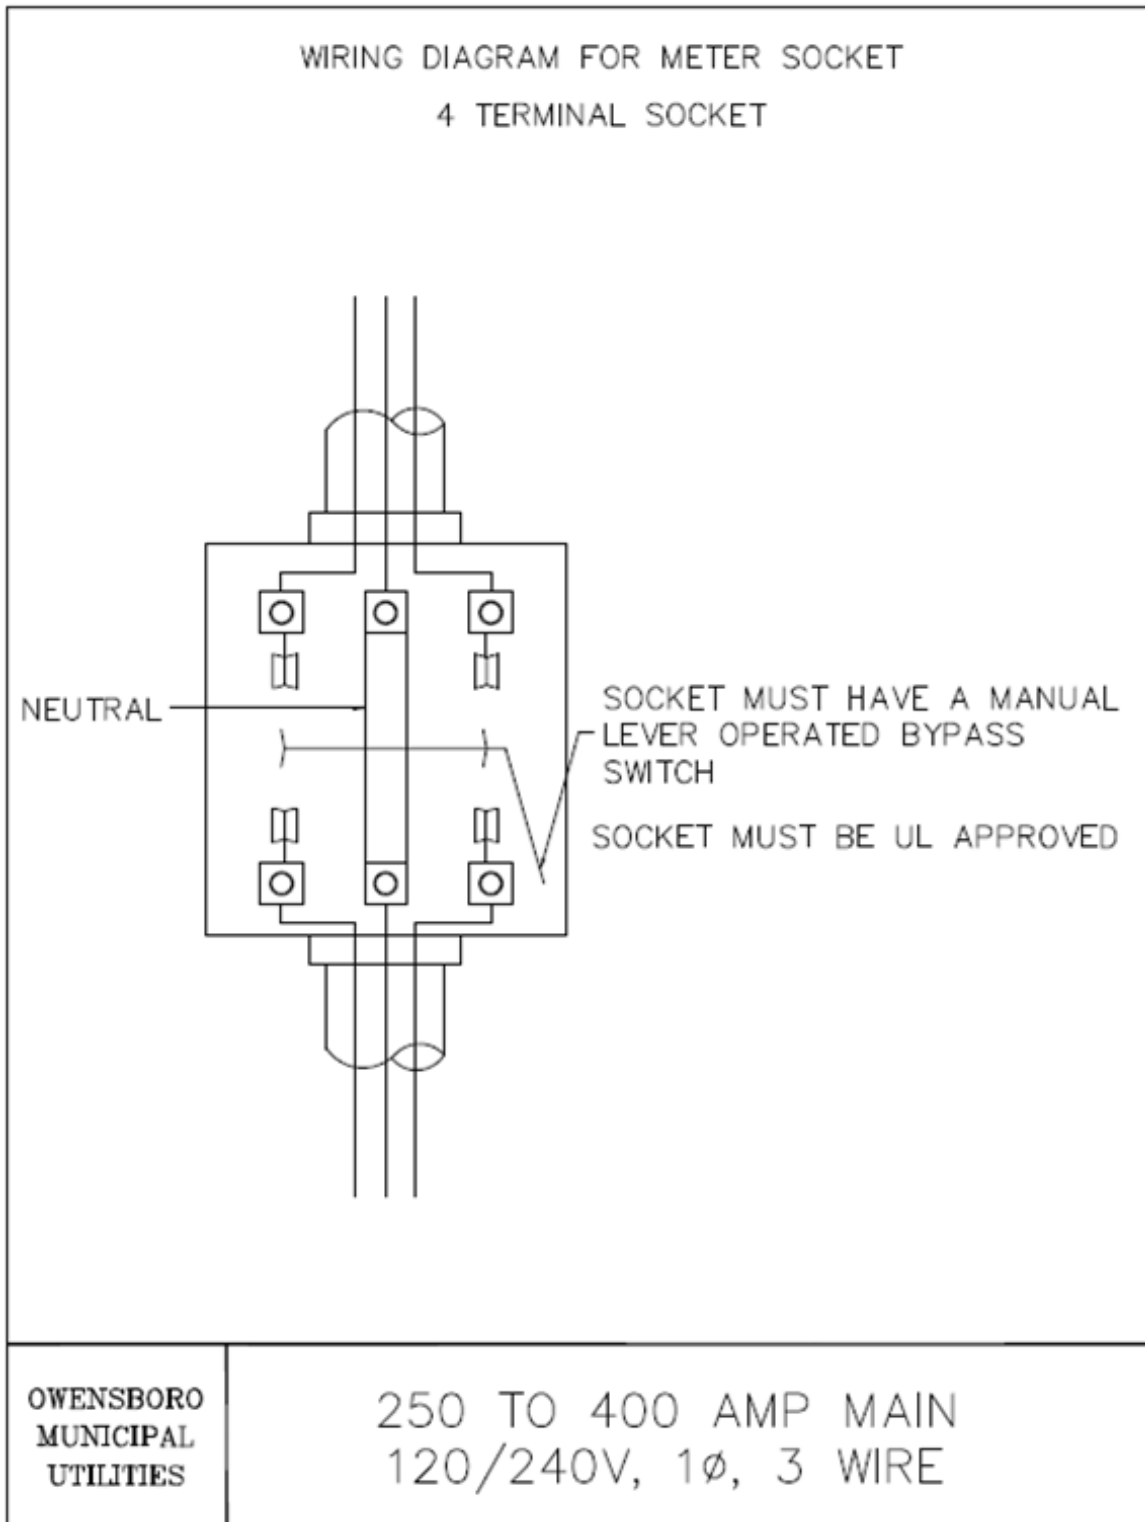 WIRING DIAGRAM FOR METER SOCKET
4 TERMINAL SOCKET
NEUTRAL
SOCKET MUST HAVE A MANUAL
LEVER OPERATED BYPASS
SWITCH
SOCKET MUST BE UL APPROVED
OWENSBORO
MUNICIPAL
UTILITIES
250 TO 400 AMP MAIN
120/240V, 1ø, 3 WIRE